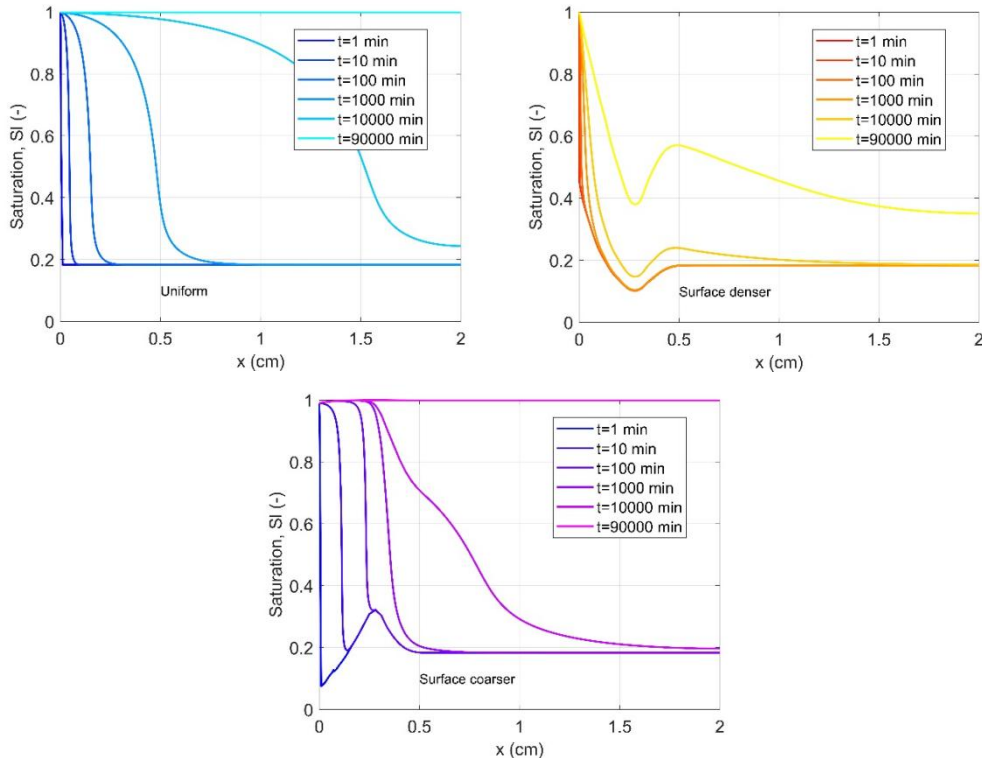 1
0.8
0.6
0.4
0.2
0
Saturation, Sl (-)
t=1 min
t=10 min
t=100 min
t=1000 min
t=10000 min
t=90000 min
Uniform
0 0.5 1 1.5 2
x (cm)
1
0.8
0.6
0.4
0.2
0
Saturation, Sl (-)
t=1 min
t=10 min
t=100 min
t=1000 min
t=10000 min
t=90000 min
Surface denser
0 0.5 1 1.5 2
x (cm)
1
0.8
0.6
0.4
0.2
0
Saturation, Sl (-)
t=1 min
t=10 min
t=100 min
t=1000 min
t=10000 min
t=90000 min
Surface coarser
0 0.5 1 1.5 2
x (cm)